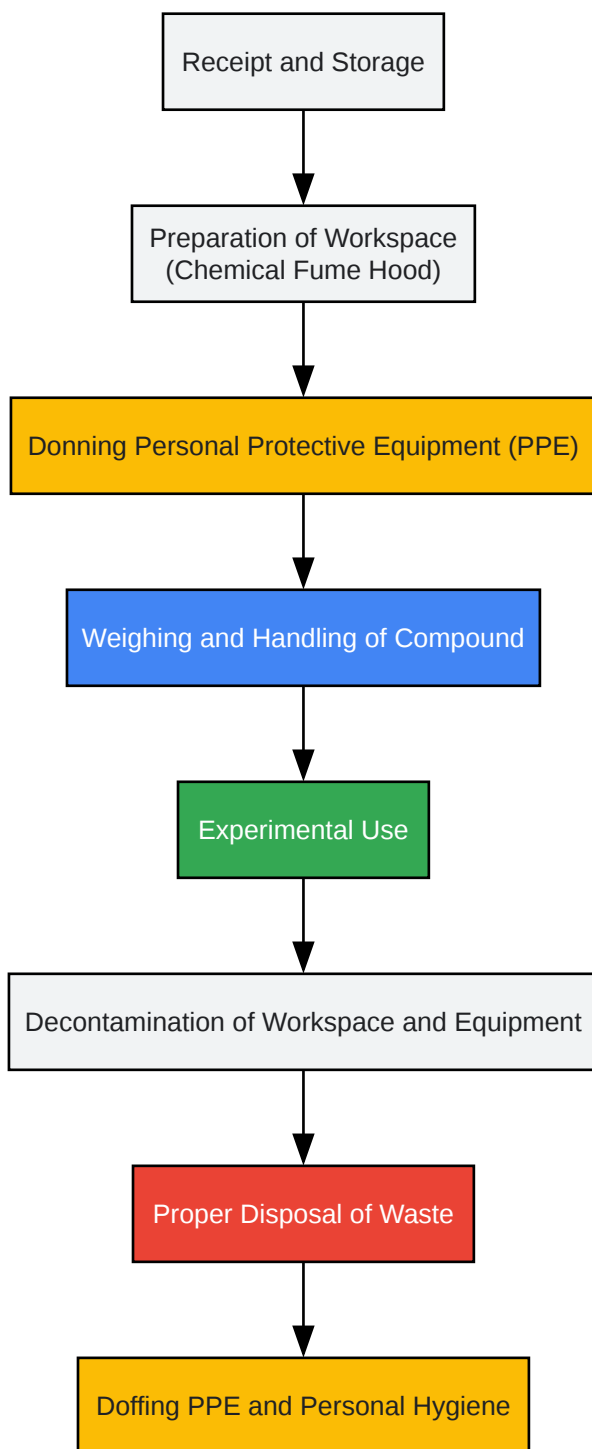 Receipt and Storage
Preparation of Workspace
(Chemical Fume Hood)
Donning Personal Protective Equipment (PPE)
Weighing and Handling of Compound
Experimental Use
Decontamination of Workspace and Equipment
Proper Disposal of Waste
Doffing PPE and Personal Hygiene